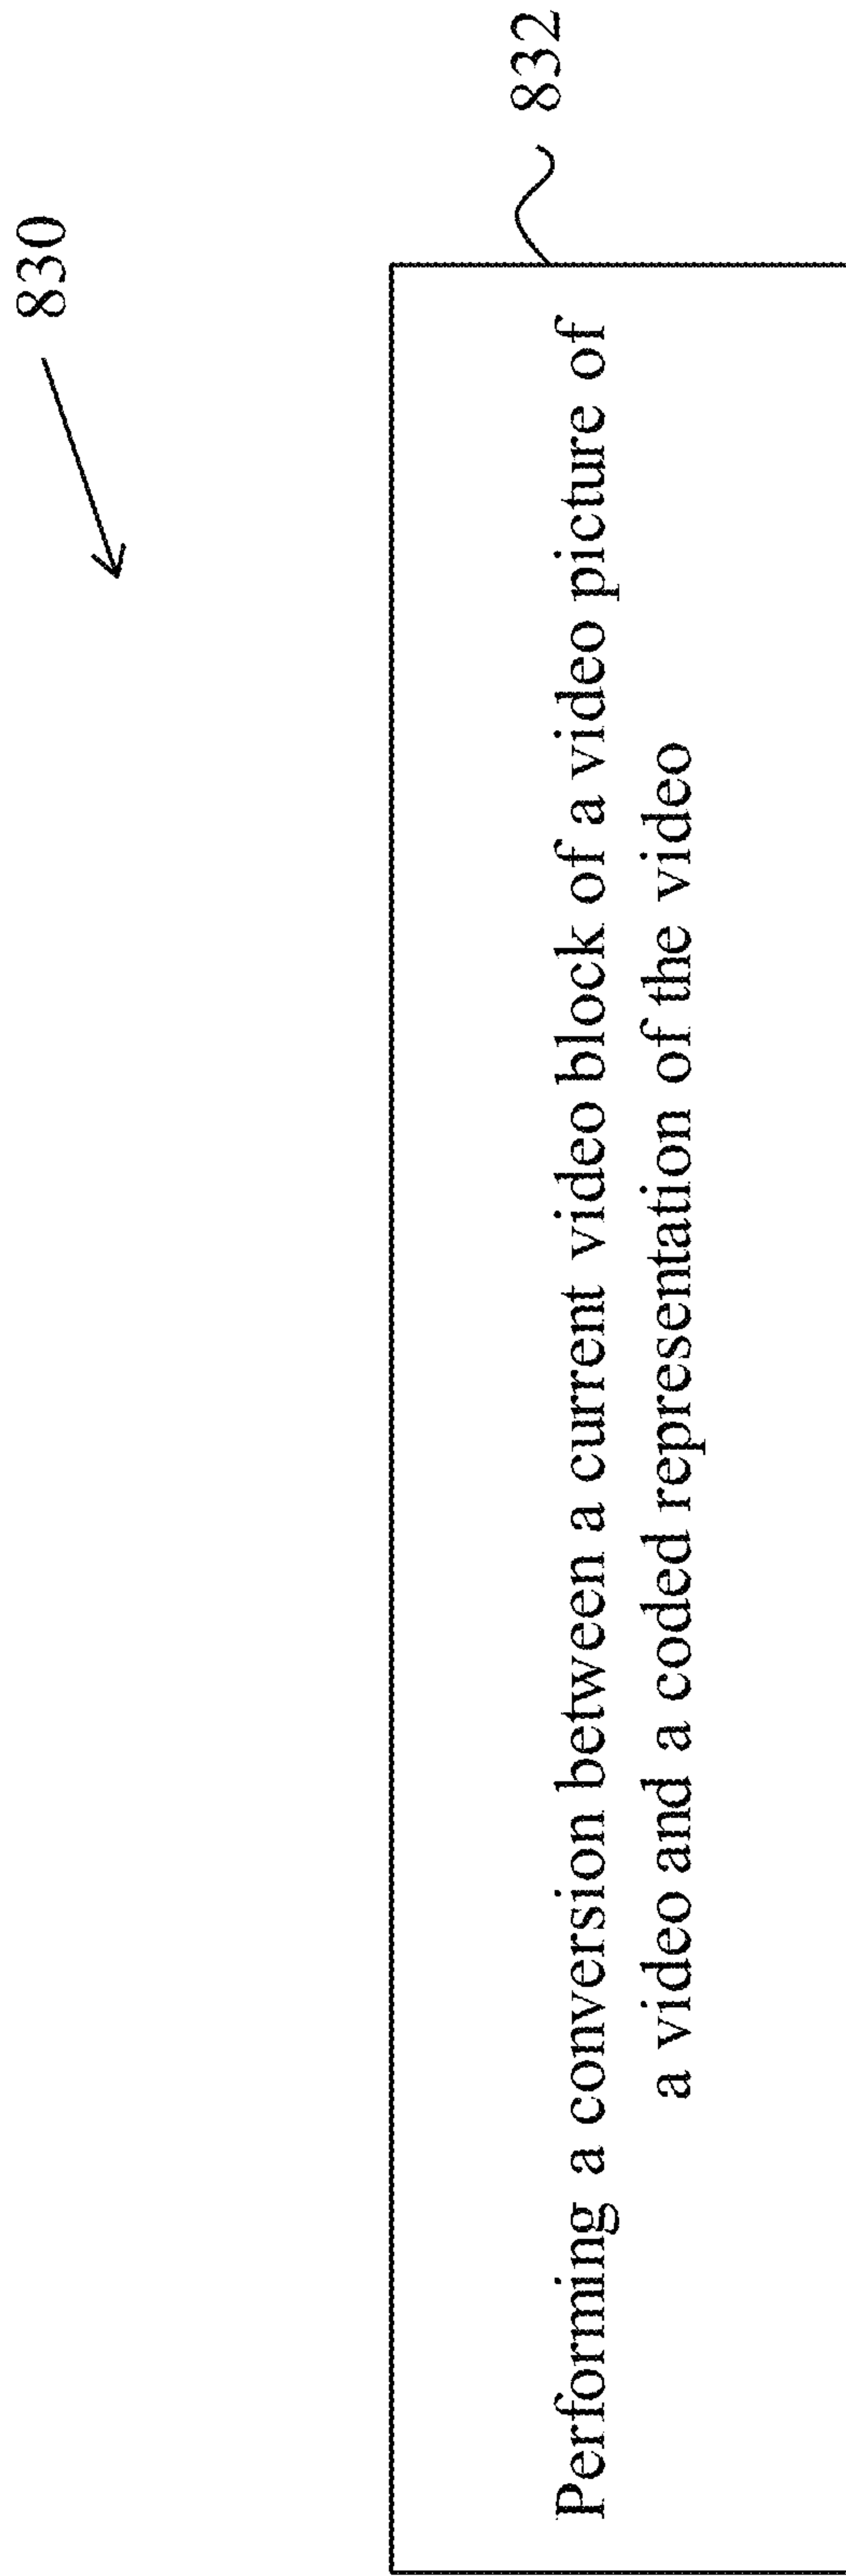 830
832
Performing a conversion between a current video block of a video picture of
a video and a coded representation of the video